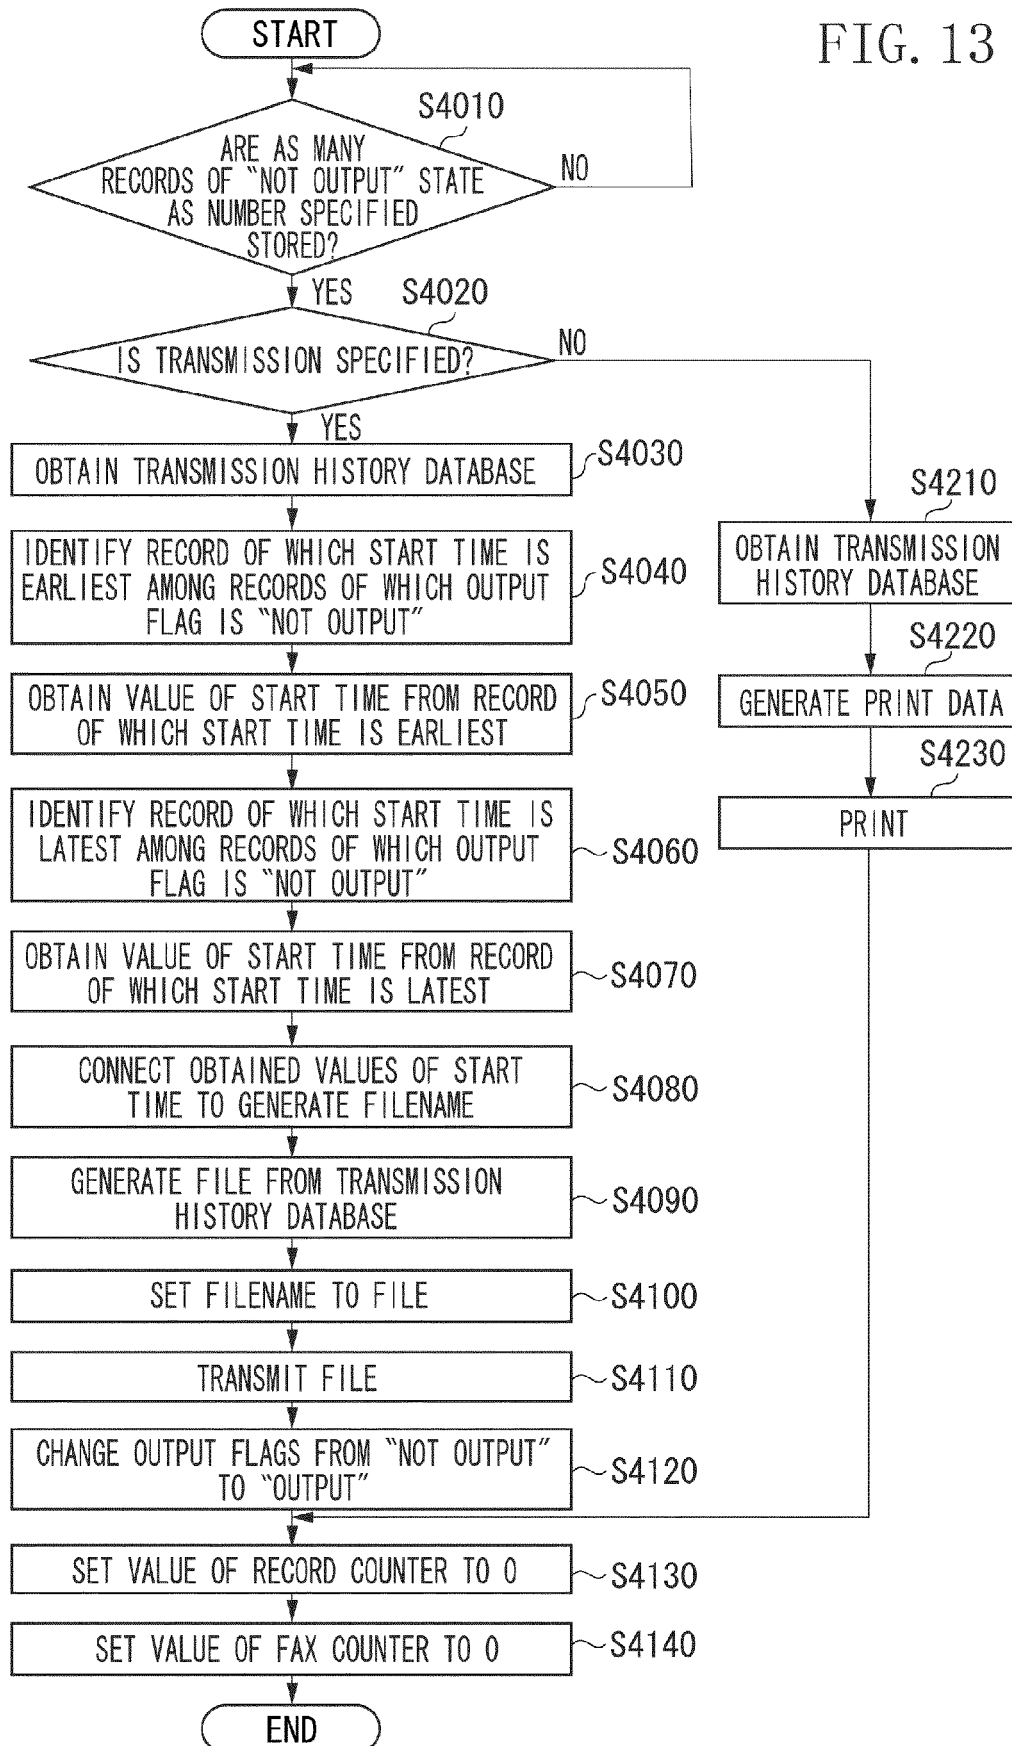 START
FIG. 13
S4010
ARE AS MANY
RECORDS OF “NOT OUTPUT” STATE
AS NUMBER SPECIFIED
STORED?
NO
YES
S4020
IS TRANSMISSION SPECIFIED?
NO
YES
OBTAIN TRANSMISSION HISTORY DATABASE
S4030
IDENTIFY RECORD OF WHICH START TIME IS
EARLIEST AMONG RECORDS OF WHICH OUTPUT
FLAG IS “NOT OUTPUT”
S4040
OBTAIN VALUE OF START TIME FROM RECORD
OF WHICH START TIME IS EARLIEST
S4050
IDENTIFY RECORD OF WHICH START TIME IS
LATEST AMONG RECORDS OF WHICH OUTPUT
FLAG IS “NOT OUTPUT”
S4060
OBTAIN VALUE OF START TIME FROM RECORD
OF WHICH START TIME IS LATEST
S4070
CONNECT OBTAINED VALUES OF START
TIME TO GENERATE FILENAME
S4080
GENERATE FILE FROM TRANSMISSION
HISTORY DATABASE
S4090
SET FILENAME TO FILE
S4100
TRANSMIT FILE
S4110
CHANGE OUTPUT FLAGS FROM “NOT OUTPUT”
TO “OUTPUT”
S4120
S4210
OBTAIN TRANSMISSION
HISTORY DATABASE
S4220
GENERATE PRINT DATA
S4230
PRINT
SET VALUE OF RECORD COUNTER TO 0
S4130
SET VALUE OF FAX COUNTER TO 0
S4140
END